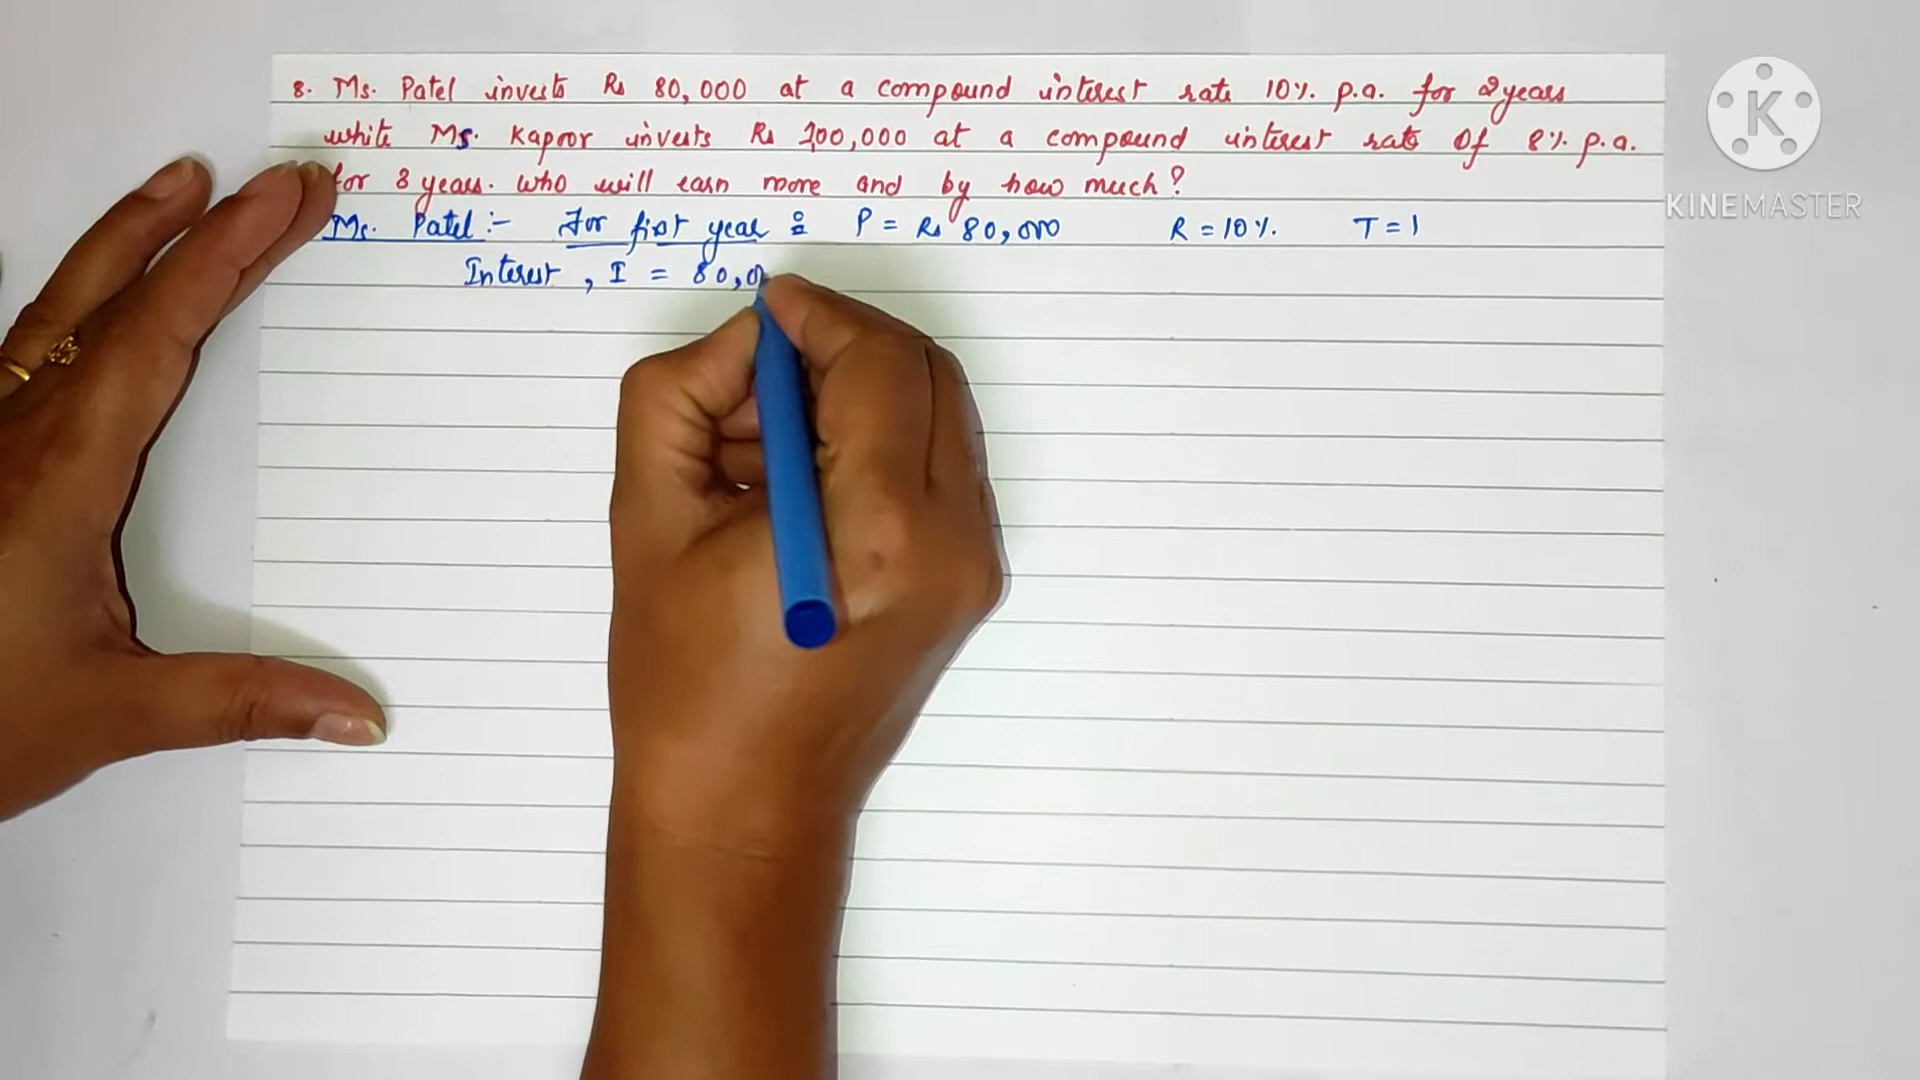 8. Ms. Patel invests Rs 80,000 at a compound interest rate 10% p.a. for 2 years
while Ms. Kapoor invests Rs 100,000 at a compound interest rate of 8% p.a.
for 3 years. Who will earn more and by how much?
Ms. Patel :- For first year : P = Rs 80,000 R = 10% T = 1
Interest, I = 80,0
K
KINEMASTER